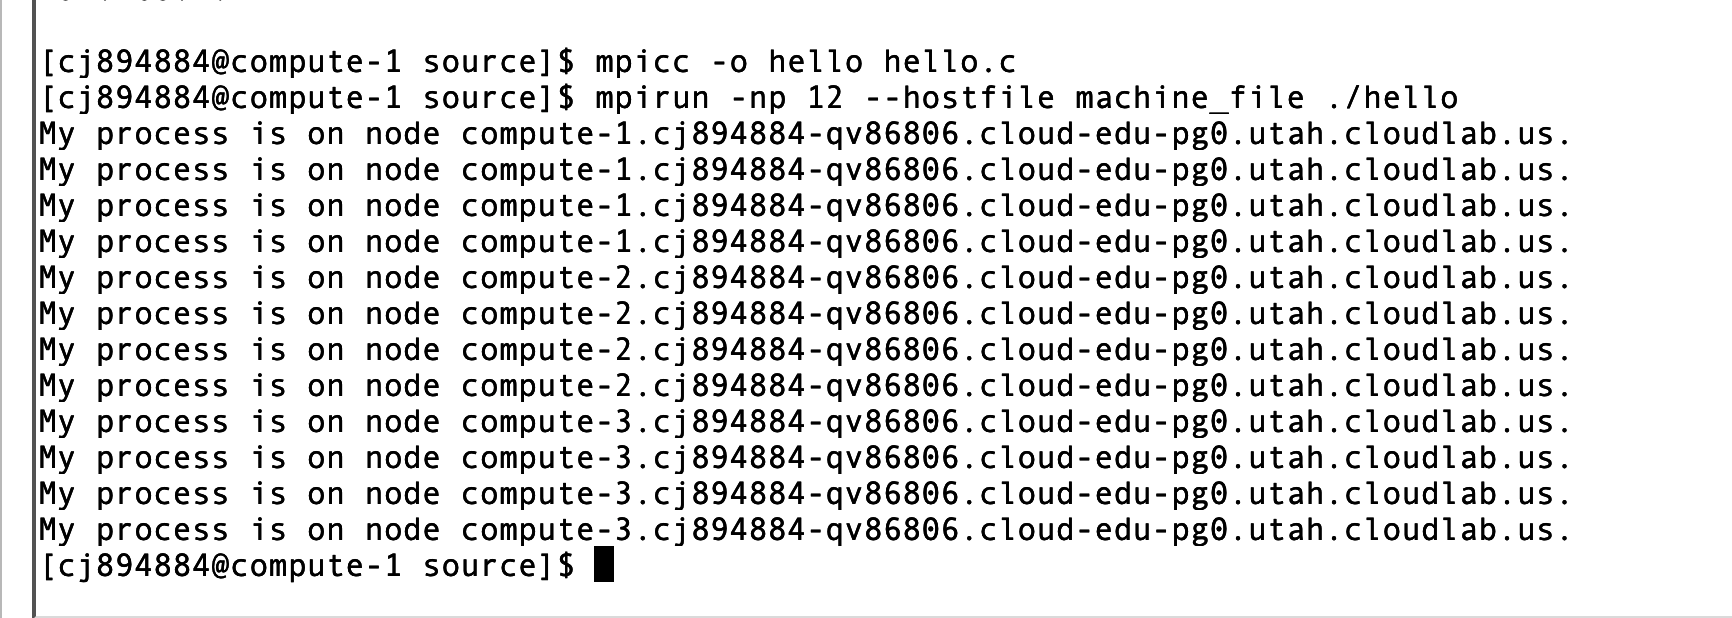 [cj894884@compute-1 source]$ mpicc -o hello hello.c
[cj894884@compute-1 source]$ mpirun -np 12 --hostfile machine_file ./hello
My process is on node compute-1.cj894884-qv86806.cloud-edu-pg0.utah.cloudlab.us.
My process is on node compute-1.cj894884-qv86806.cloud-edu-pg0.utah.cloudlab.us.
My process is on node compute-1.cj894884-qv86806.cloud-edu-pg0.utah.cloudlab.us.
My process is on node compute-1.cj894884-qv86806.cloud-edu-pg0.utah.cloudlab.us.
My process is on node compute-2.cj894884-qv86806.cloud-edu-pg0.utah.cloudlab.us.
My process is on node compute-2.cj894884-qv86806.cloud-edu-pg0.utah.cloudlab.us.
My process is on node compute-2.cj894884-qv86806.cloud-edu-pg0.utah.cloudlab.us.
My process is on node compute-2.cj894884-qv86806.cloud-edu-pg0.utah.cloudlab.us.
My process is on node compute-3.cj894884-qv86806.cloud-edu-pg0.utah.cloudlab.us.
My process is on node compute-3.cj894884-qv86806.cloud-edu-pg0.utah.cloudlab.us.
My process is on node compute-3.cj894884-qv86806.cloud-edu-pg0.utah.cloudlab.us.
My process is on node compute-3.cj894884-qv86806.cloud-edu-pg0.utah.cloudlab.us.
[cj894884@compute-1 source]$